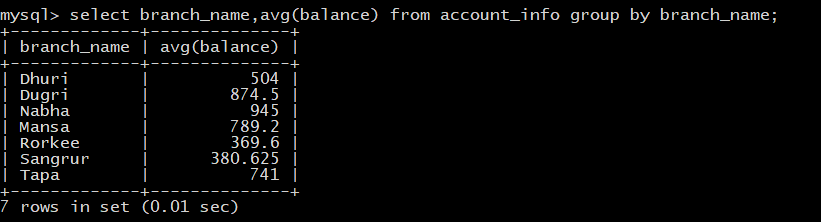 mysql> select branch_name,avg(balance) from account_info group by branch_name;
+-------------+--------------+
| branch_name | avg(balance) |
+-------------+--------------+
| Dhuri       |          504 |
| Dugri       |        874.5 |
| Nabha       |          945 |
| Mansa       |        789.2 |
| Rorkee      |        369.6 |
| Sangrur     |      380.625 |
| Tapa        |          741 |
+-------------+--------------+
7 rows in set (0.01 sec)